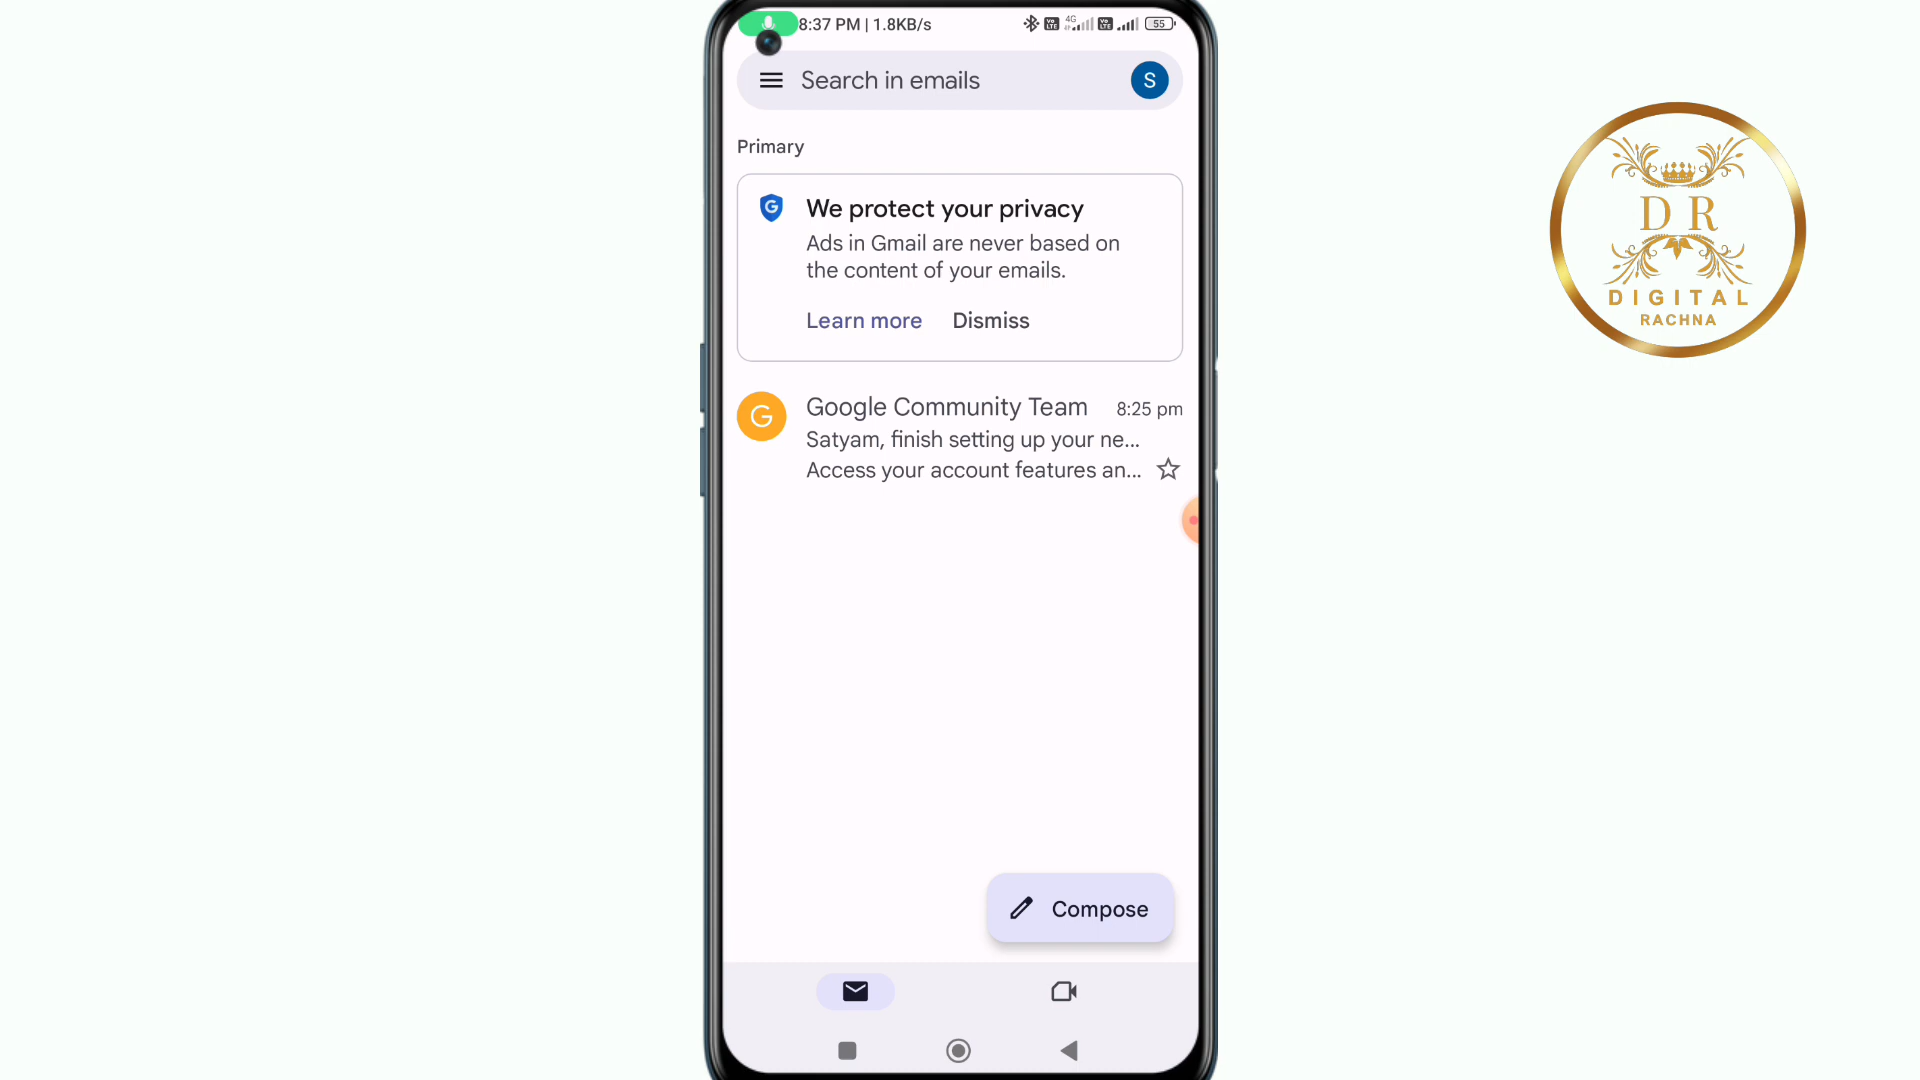 8:37 PM | 1.8KB/s
4G
55
Search in emails
S
Primary
G
We protect your privacy
Ads in Gmail are never based on
the content of your emails.
Learn more Dismiss
G
Google Community Team 8:25 pm
Satyam, finish setting up your ne...
Access your account features an...
Compose
D R
DIGITAL
RACHNA